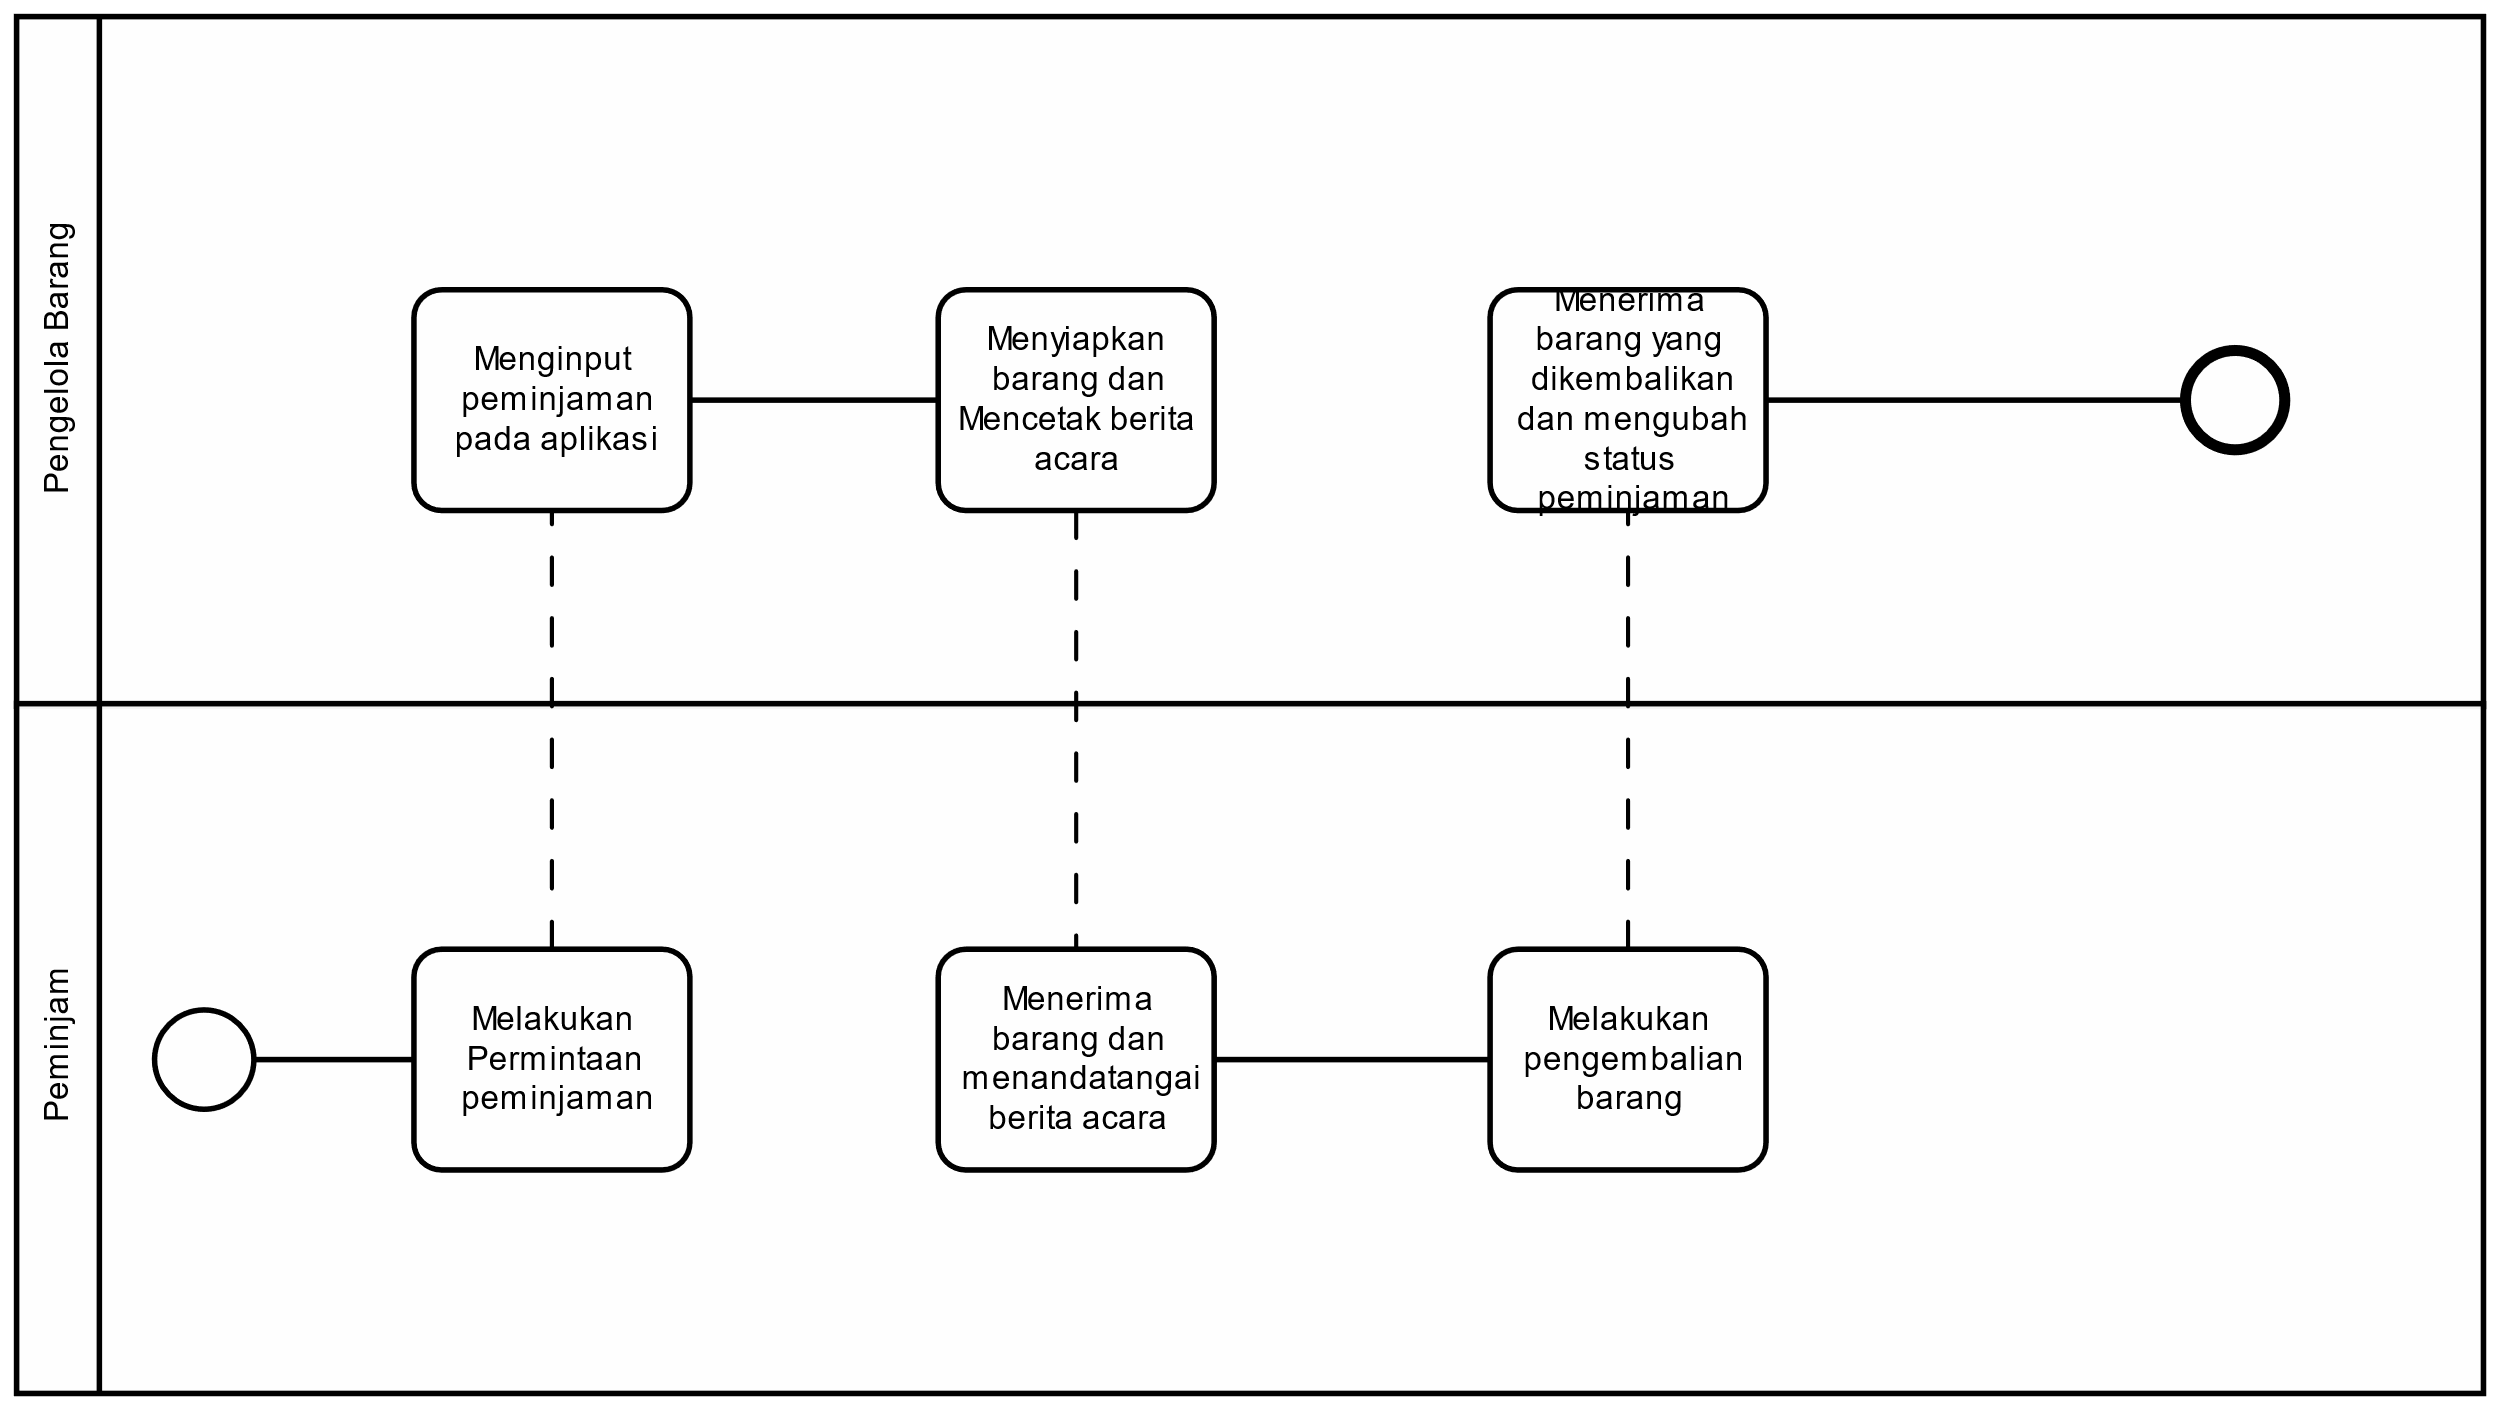 Pengelola Barang
Menginput
peminjaman
pada aplikasi
Menyiapkan
barang dan
Mencetak berita
acara
Menerima
barang yang
dikembalikan
dan mengubah
status
peminjaman
Peminjam
Melakukan
Permintaan
peminjaman
Menerima
barang dan
menandatangai
berita acara
Melakukan
pengembalian
barang